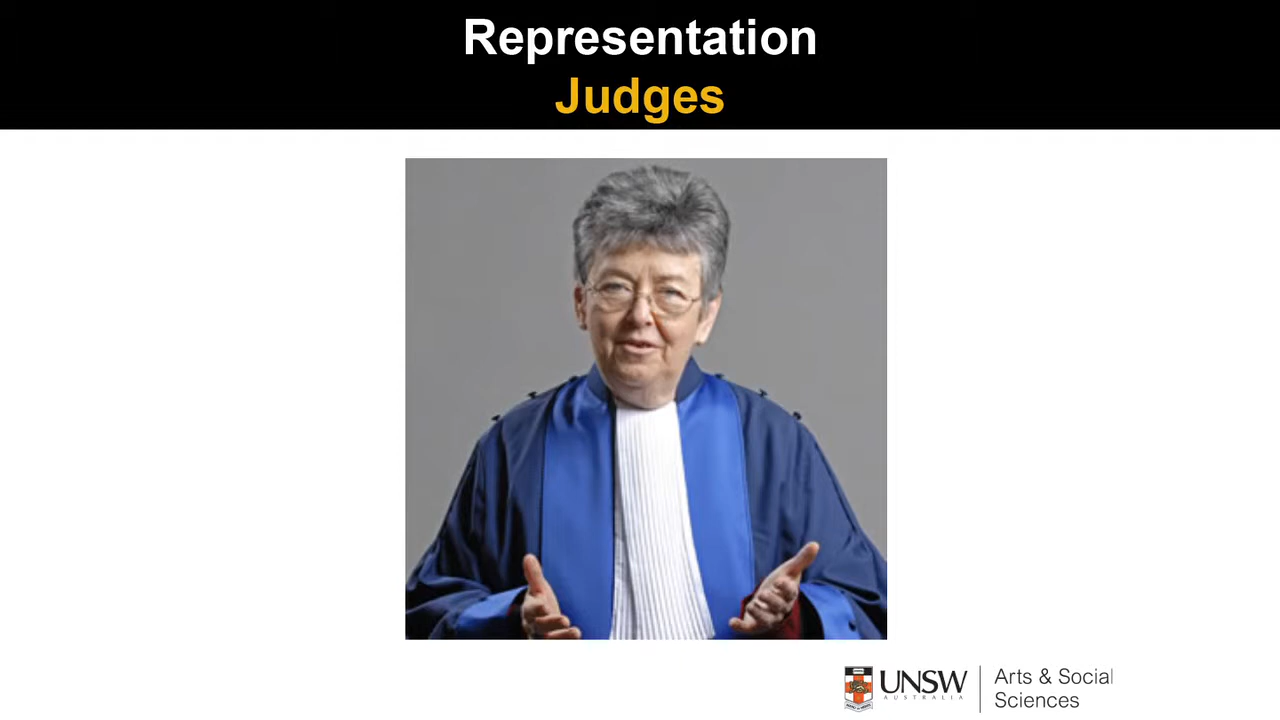 Representation
Judges
UNSW
AUSTRALIA
Arts & Social
Sciences